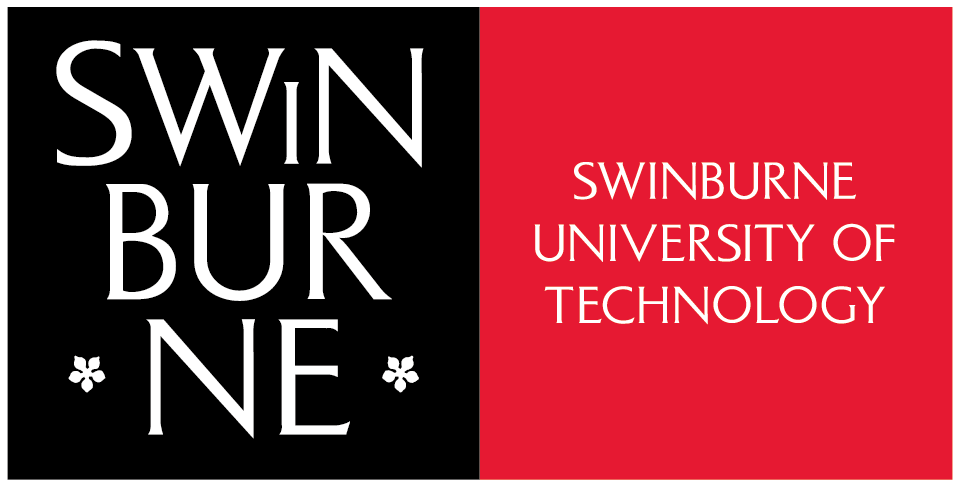 SWiN
BUR
NE
SWINBURNE
UNIVERSITY OF
TECHNOLOGY